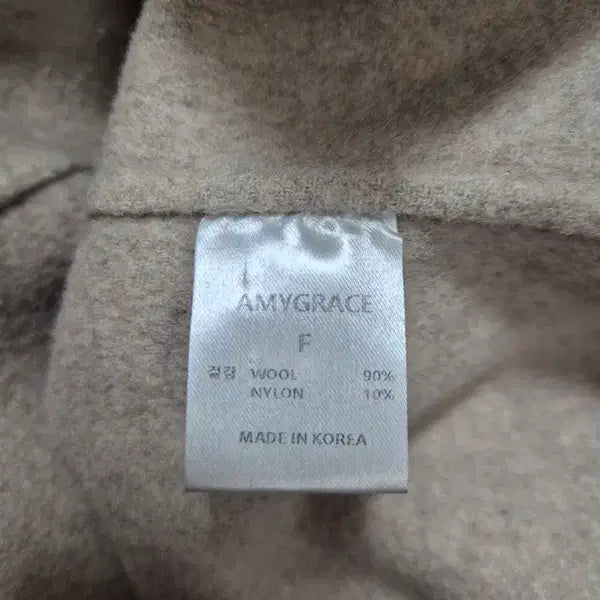 AMYGRACE
F
겉감 WOOL 90%
NYLON 10%
MADE IN KOREA